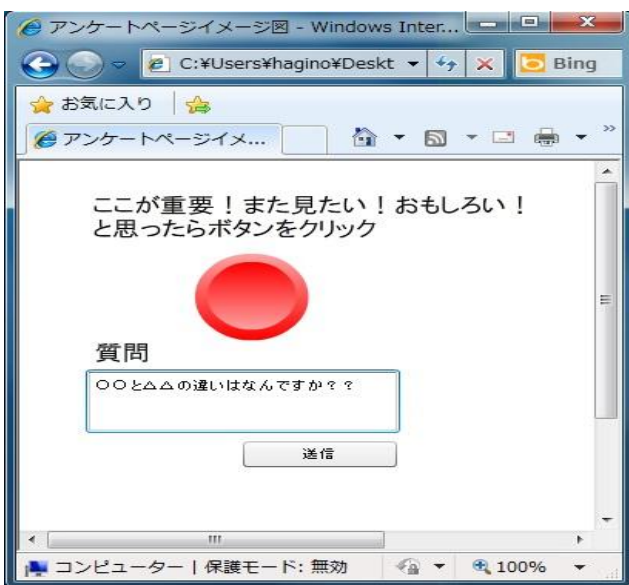 アンケートページイメージ図 - Windows Inter...
C:¥Users¥hagino¥Deskt
Bing
お気に入り
アンケートページイメ...
ここが重要！また見たい！おもしろい！
と思ったらボタンをクリック
質問
○○と△△の違いはなんですか？？
送信
コンピューター | 保護モード: 無効
100%